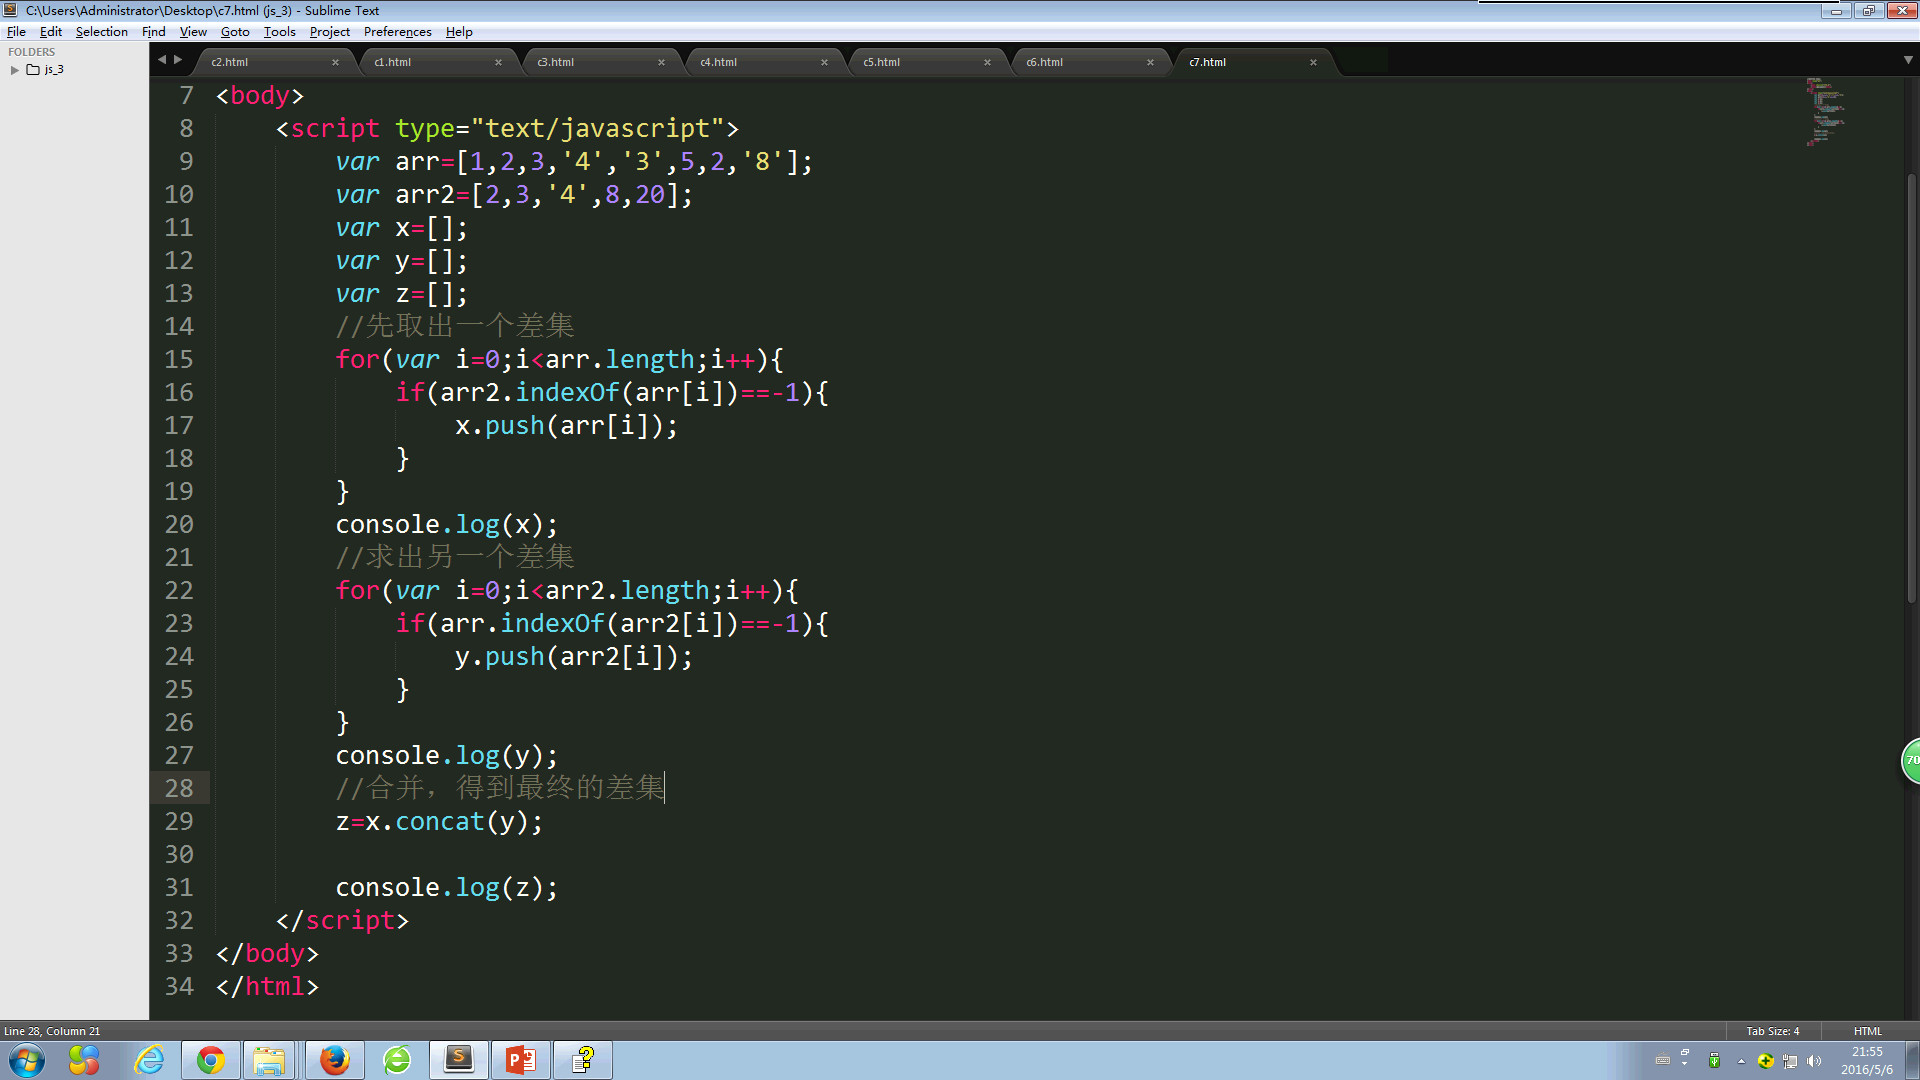 C:\Users\Administrator\Desktop\c7.html (js_3) - Sublime Text
File Edit Selection Find View Goto Tools Project Preferences Help
FOLDERS
js_3
c2.html c1.html c3.html c4.html c5.html c6.html c7.html
7 <body>
8 <script type="text/javascript">
9 var arr=[1,2,3,'4','3',5,2,'8'];
10 var arr2=[2,3,'4',8,20];
11 var x=[];
12 var y=[];
13 var z=[];
14 //先取出一个差集
15 for(var i=0;i<arr.length;i++){
16 if(arr2.indexOf(arr[i])==-1){
17 x.push(arr[i]);
18 }
19 }
20 console.log(x);
21 //求出另一个差集
22 for(var i=0;i<arr2.length;i++){
23 if(arr.indexOf(arr2[i])==-1){
24 y.push(arr2[i]);
25 }
26 }
27 console.log(y);
28 //合并，得到最终的差集
29 z=x.concat(y);
30
31 console.log(z);
32 </script>
33 </body>
34 </html>
70
Line 28, Column 21
Tab Size: 4
HTML
21:55
2016/5/6